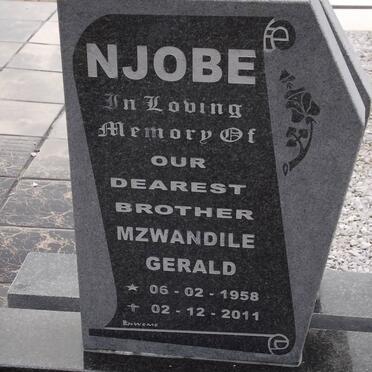 NJOBE
In Loving
Memory Of
OUR
DEAREST
BROTHER
MZWANDILE
GERALD
★ 06 - 02 - 1958
✝ 02 - 12 - 2011